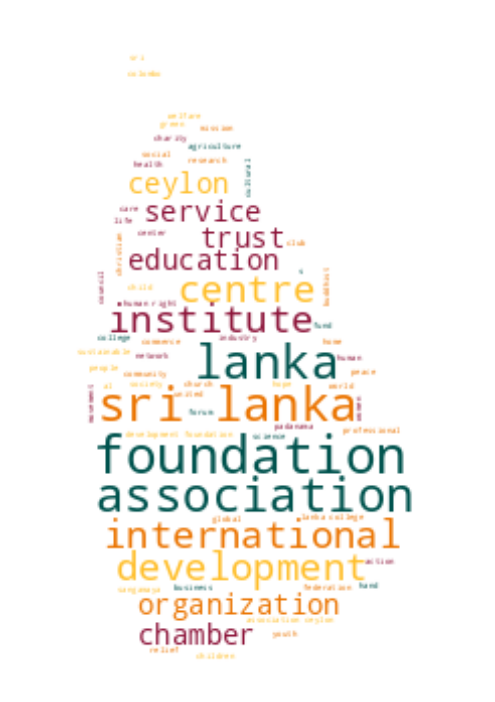 sri
colombo
welfare
green
mission
charity
agriculture
social
research
health
cultural
ceylon
care
service
life
center
trust
club
christian
education
s
council
child
centre
buddhist
human right
institute
fund
college
commerce
industry
home
sustainable
network
lanka
human
people
community
peace
al
society
church
hope
world
movement
united
sri lanka
forum
padanama
development foundation
science
professional
foundation
association
global
lanka college
international
development
action
sangamaya
business
federation
hand
organization
association ceylon
chamber
youth
relief
children